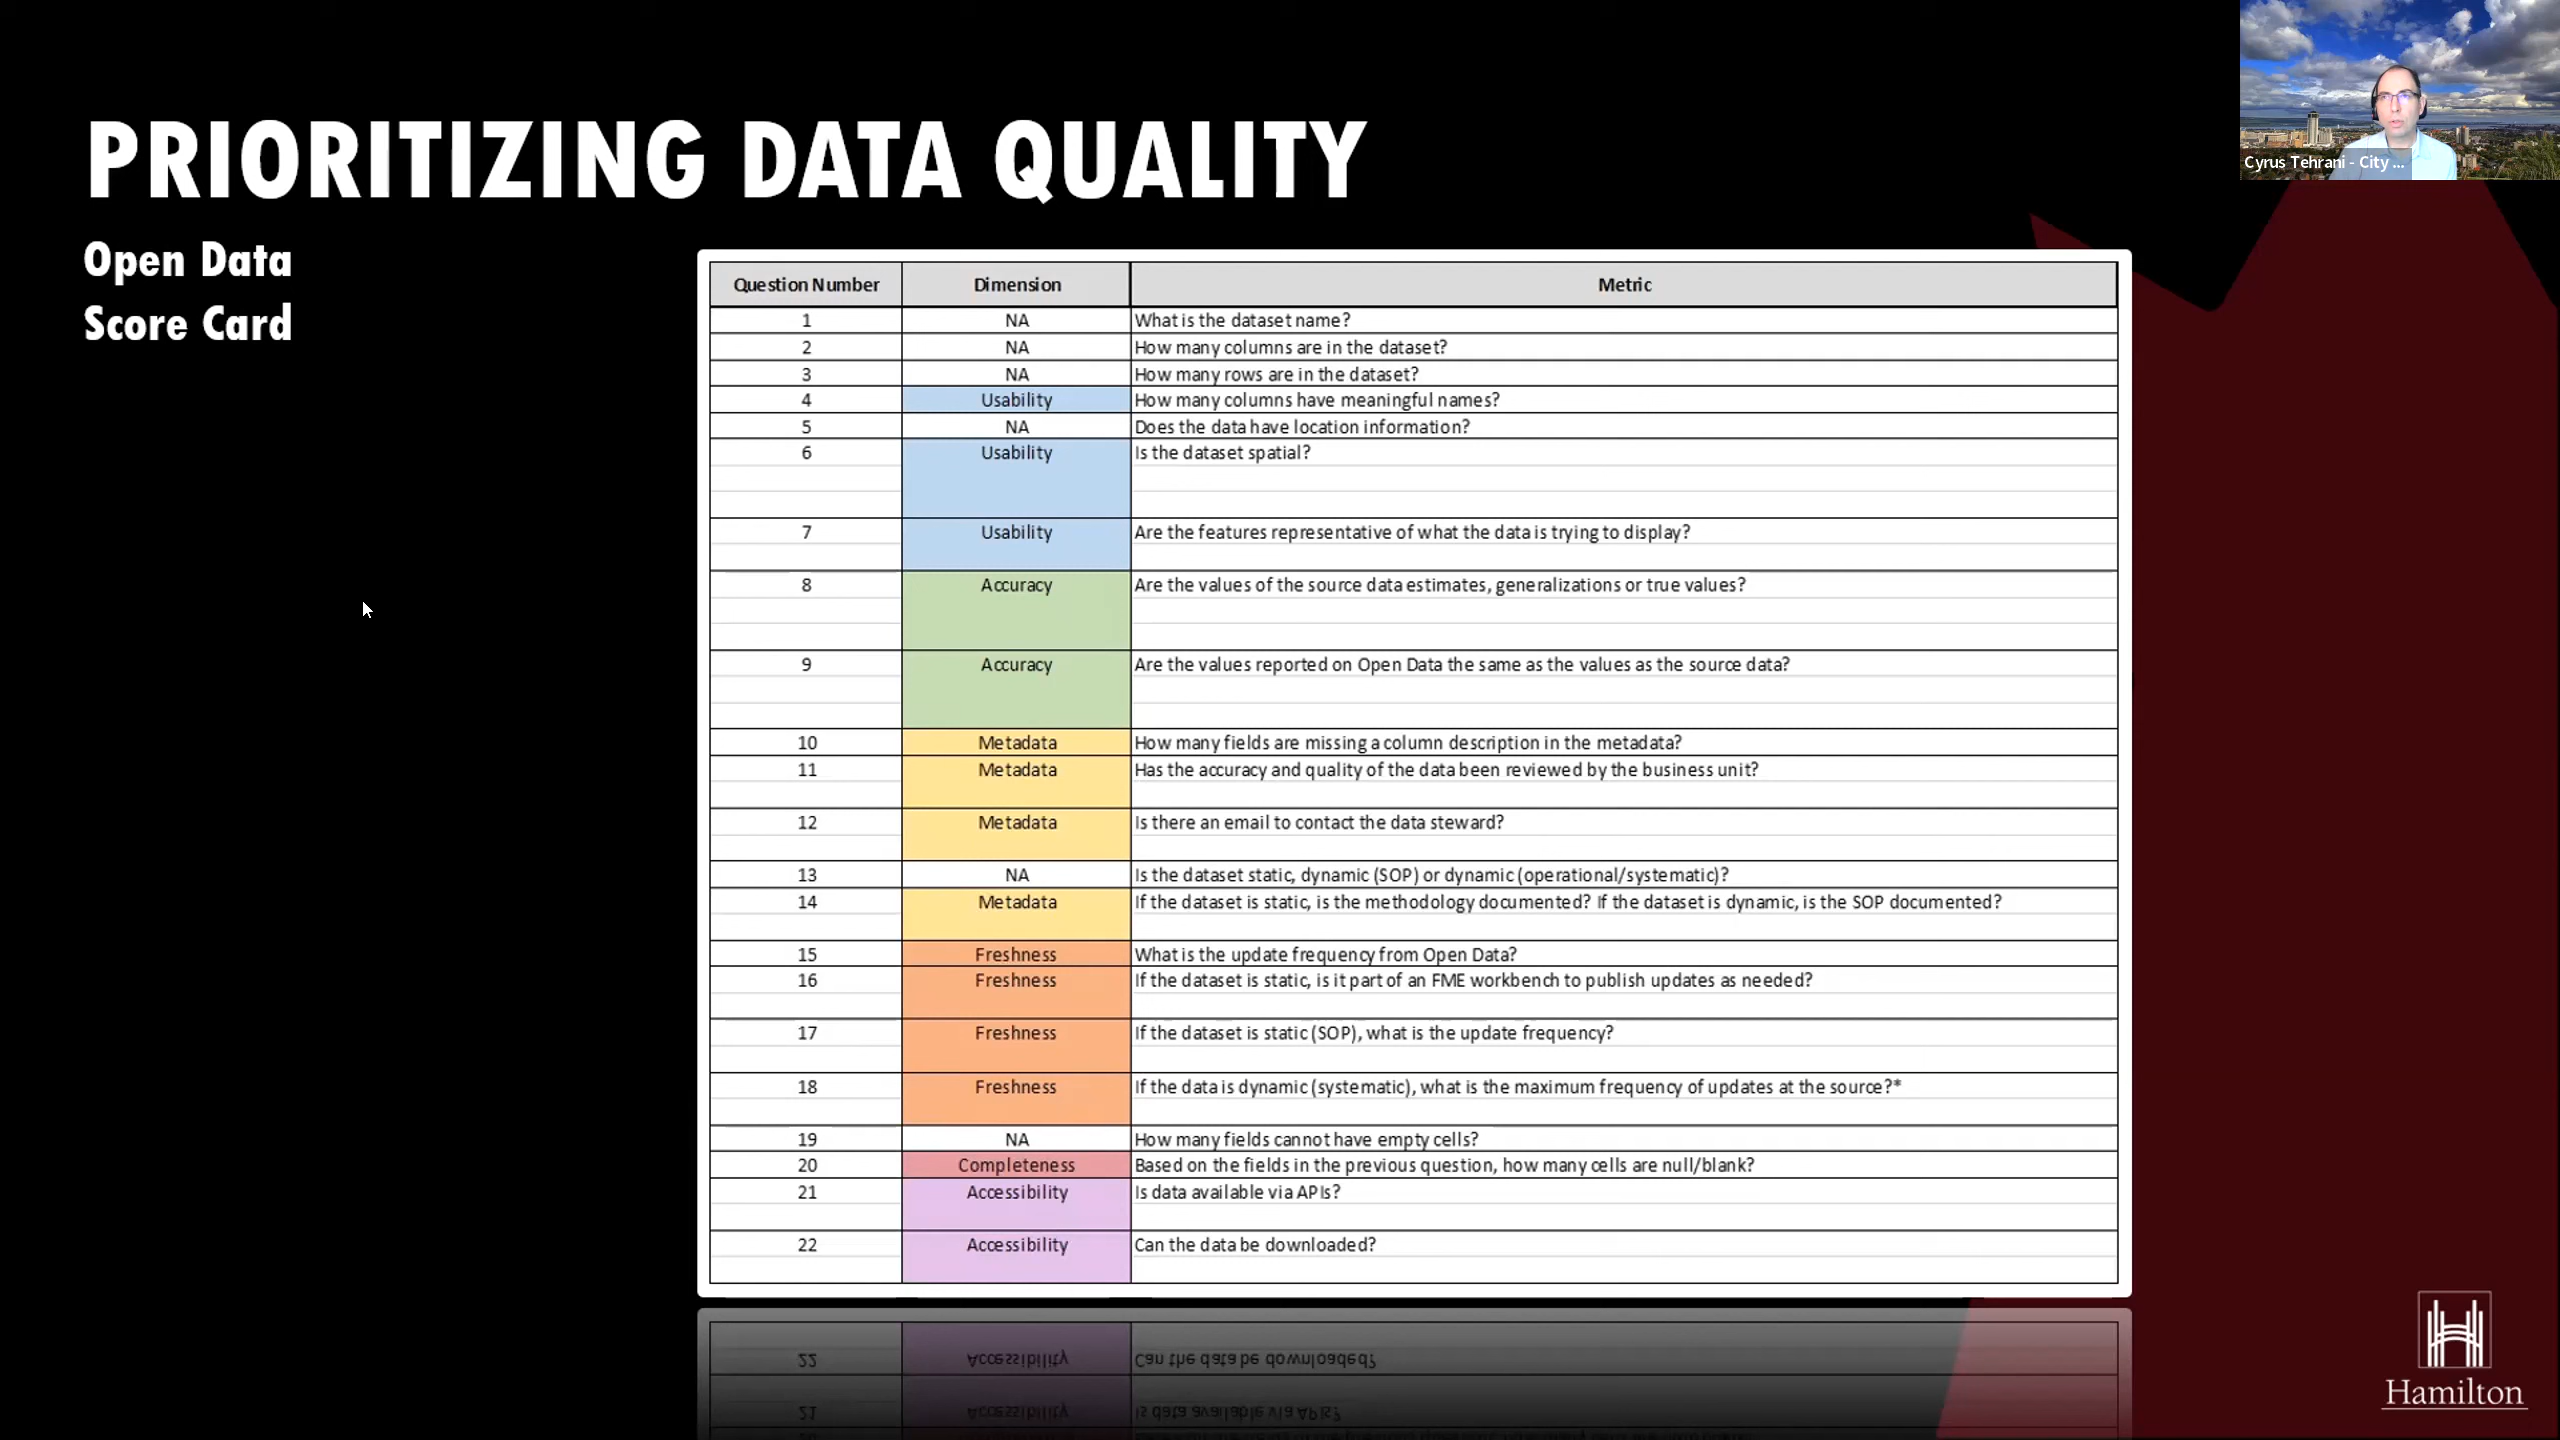 PRIORITIZING DATA QUALITY
Cyrus Tehrani - City ...
Open Data
Score Card
Question Number Dimension Metric
1 NA What is the dataset name?
2 NA How many columns are in the dataset?
3 NA How many rows are in the dataset?
4 Usability How many columns have meaningful names?
5 NA Does the data have location information?
6 Usability Is the dataset spatial?
7 Usability Are the features representative of what the data is trying to display?
8 Accuracy Are the values of the source data estimates, generalizations or true values?
9 Accuracy Are the values reported on Open Data the same as the values as the source data?
10 Metadata How many fields are missing a column description in the metadata?
11 Metadata Has the accuracy and quality of the data been reviewed by the business unit?
12 Metadata Is there an email to contact the data steward?
13 NA Is the dataset static, dynamic (SOP) or dynamic (operational/systematic)?
14 Metadata If the dataset is static, is the methodology documented? If the dataset is dynamic, is the SOP documented?
15 Freshness What is the update frequency from Open Data?
16 Freshness If the dataset is static, is it part of an FME workbench to publish updates as needed?
17 Freshness If the dataset is static (SOP), what is the update frequency?
18 Freshness If the data is dynamic (systematic), what is the maximum frequency of updates at the source?*
19 NA How many fields cannot have empty cells?
20 Completeness Based on the fields in the previous question, how many cells are null/blank?
21 Accessibility Is data available via APIs?
22 Accessibility Can the data be downloaded?
22 Accessibility Can the data be downloaded?
21 Accessibility Is data available via APIs?
Hamilton